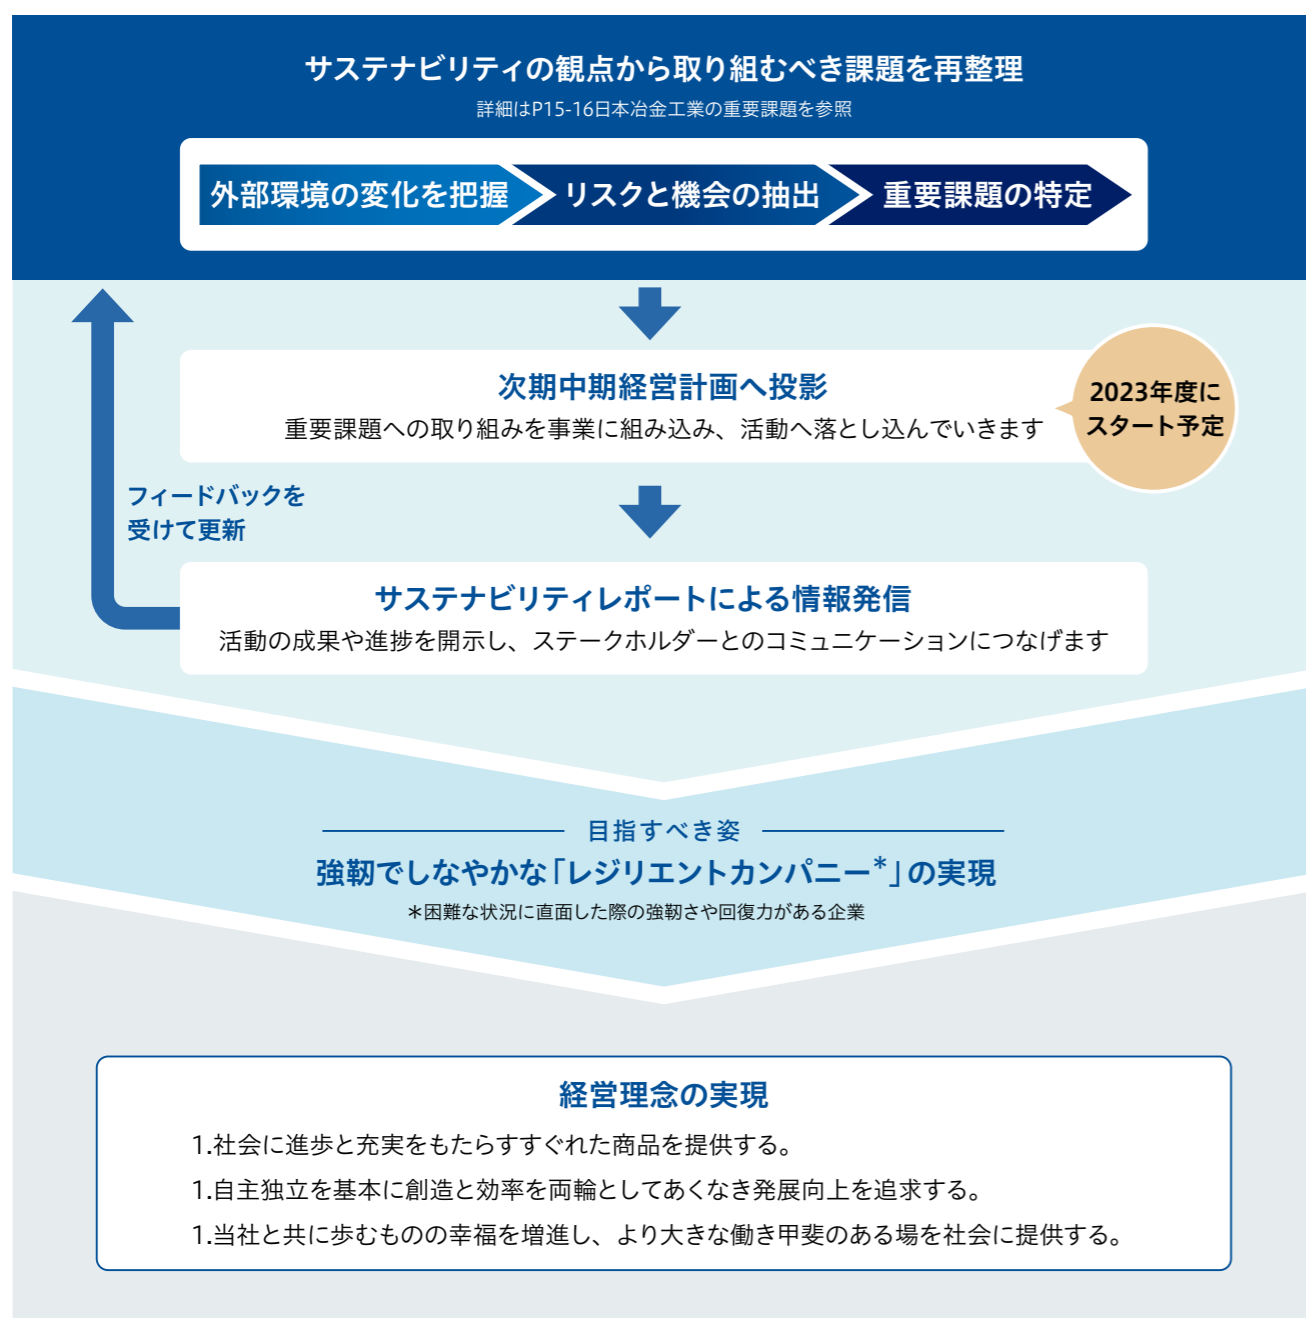 サステナビリティの観点から取り組むべき課題を再整理
詳細はP15-16日本冶金工業の重要課題を参照
外部環境の変化を把握
リスクと機会の抽出
重要課題の特定
次期中期経営計画へ投影
重要課題への取り組みを事業に組み込み、活動へ落とし込んでいきます
2023年度に
スタート予定
フィードバックを
受けて更新
サステナビリティレポートによる情報発信
活動の成果や進捗を開示し、ステークホルダーとのコミュニケーションにつなげます
目指すべき姿
強靭でしなやかな「レジリエントカンパニー＊」の実現
＊困難な状況に直面した際の強靭さや回復力がある企業
経営理念の実現
1.社会に進歩と充実をもたらすすぐれた商品を提供する。
1.自主独立を基本に創造と効率を両輪としてあくなき発展向上を追求する。
1.当社と共に歩むものの幸福を増進し、より大きな働き甲斐のある場を社会に提供する。